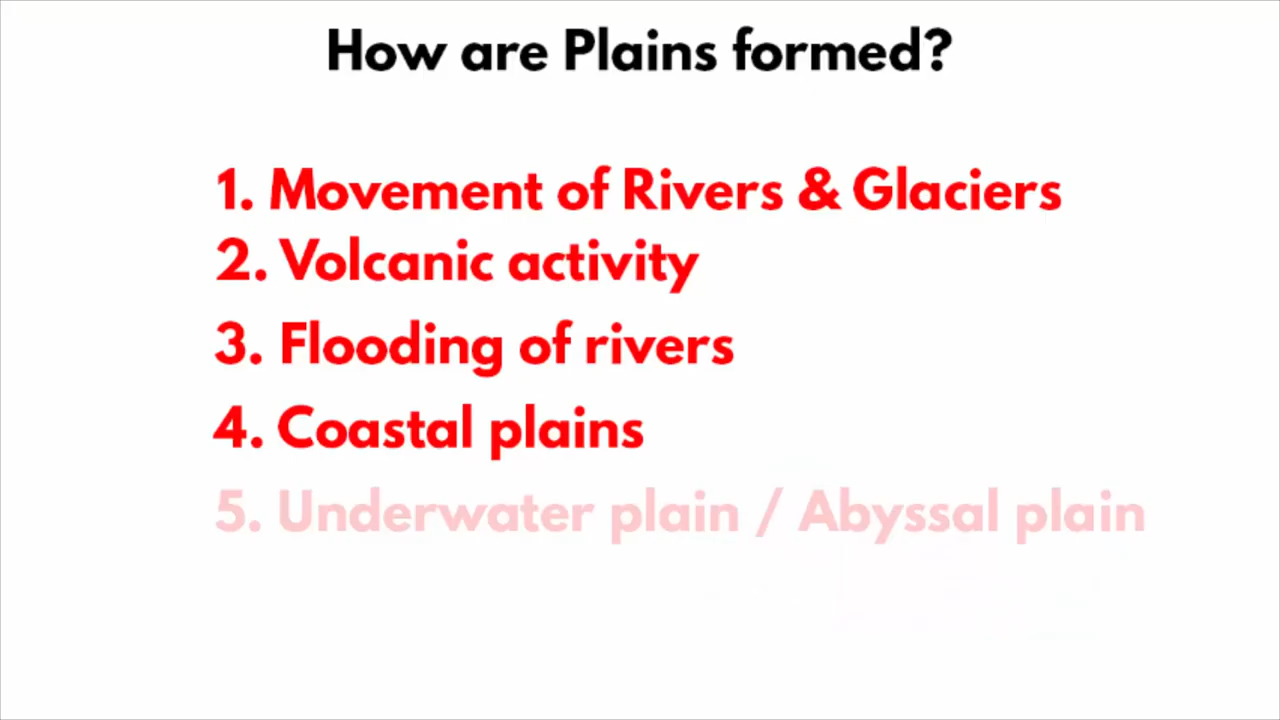 How are Plains formed?
1. Movement of Rivers & Glaciers
2. Volcanic activity
3. Flooding of rivers
4. Coastal plains
5. Underwater plain / Abyssal plain